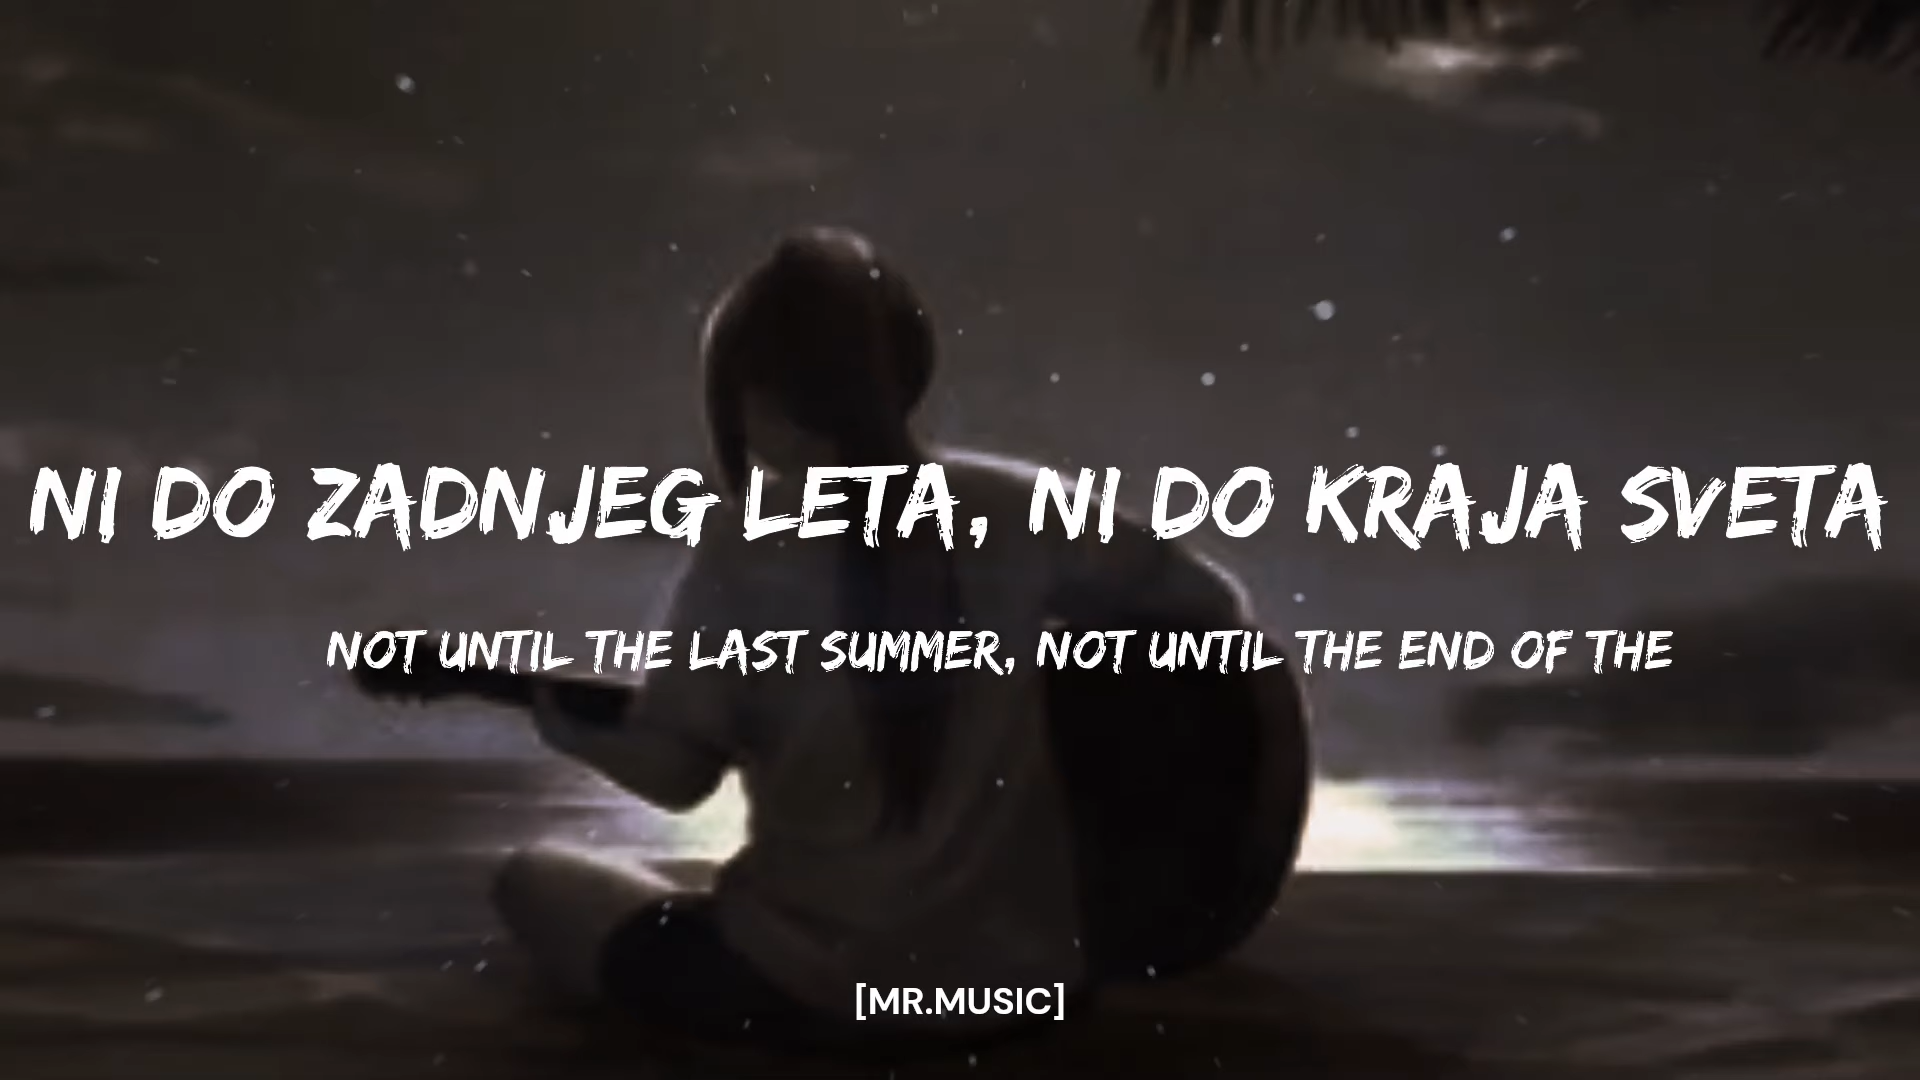 NI DO ZADNJEG LETA, NI DO KRAJA SVETA
NOT UNTIL THE LAST SUMMER, NOT UNTIL THE END OF THE
[MR.MUSIC]